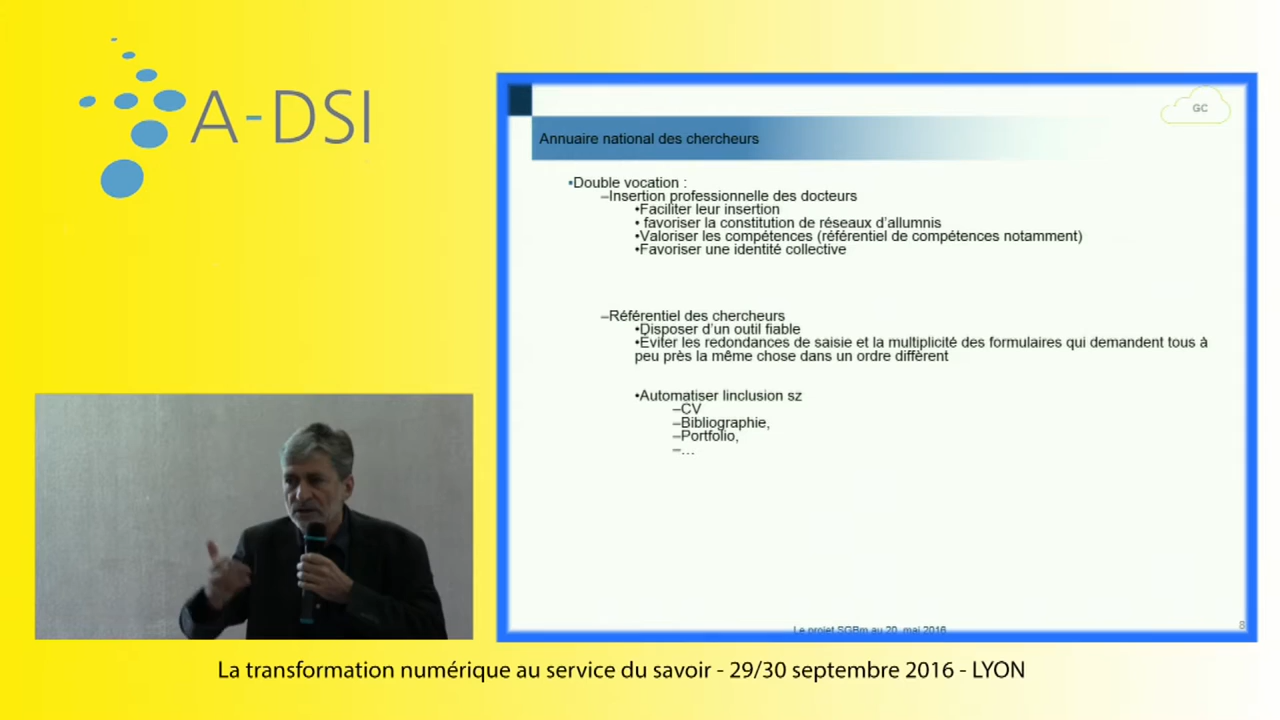 A-DSI
GC
Annuaire national des chercheurs
▪Double vocation :
–Insertion professionnelle des docteurs
•Faciliter leur insertion
• favoriser la constitution de réseaux d'allumnis
•Valoriser les compétences (référentiel de compétences notamment)
•Favoriser une identité collective
–Référentiel des chercheurs
•Disposer d'un outil fiable
•Éviter les redondances de saisie et la multiplicité des formulaires qui demandent tous à
peu près la même chose dans un ordre différent
•Automatiser linclusion sz
–CV
–Bibliographie,
–Portfolio,
–...
Le projet SGBm au 20 mai 2016
8
La transformation numérique au service du savoir - 29/30 septembre 2016 - LYON